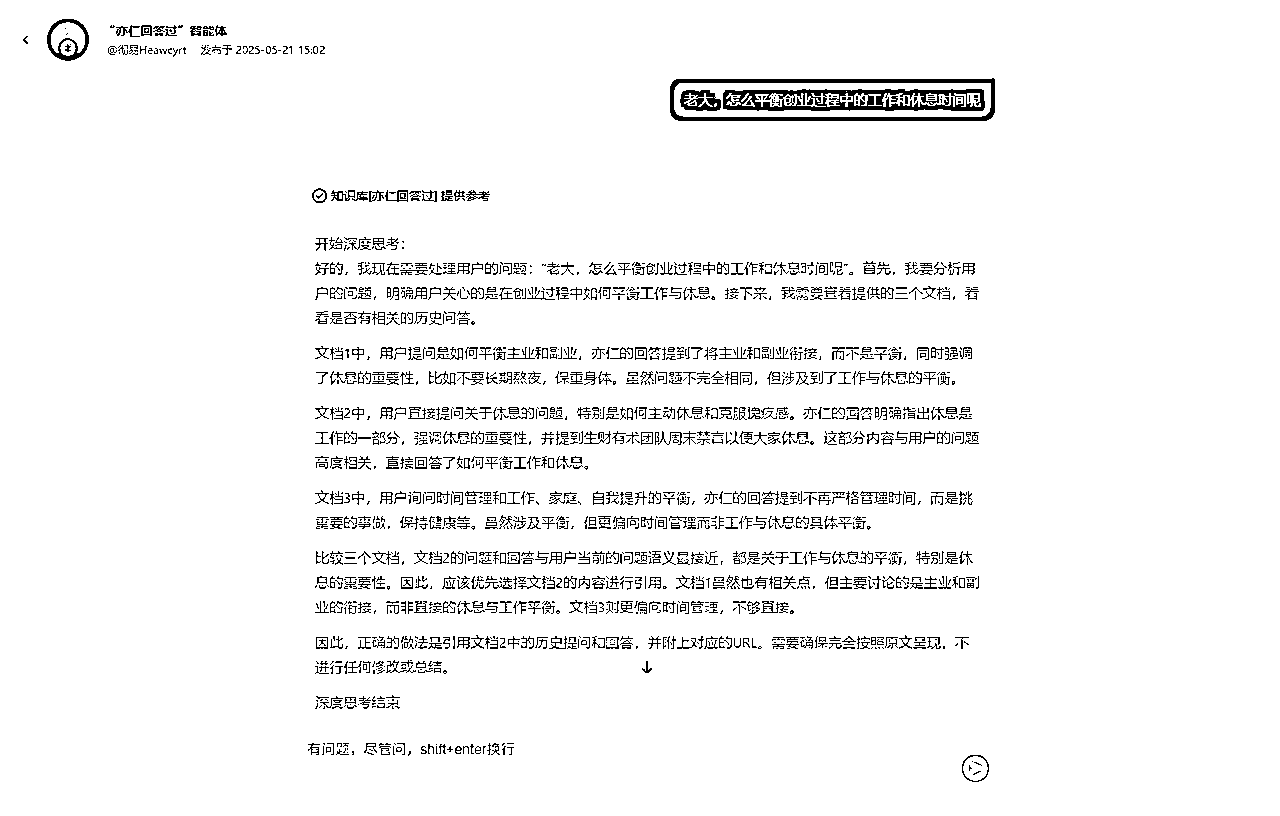 “亦仁回答过”智能体
@彻易Heaweyrt 发布于 2025-05-21 15:02
老大，怎么平衡创业过程中的工作和休息时间呢
知识库[亦仁回答过] 提供参考
开始深度思考：
好的，我现在需要处理用户的问题：“老大，怎么平衡创业过程中的工作和休息时间呢”。首先，我要分析用
户的问题，明确用户关心的是在创业过程中如何平衡工作与休息。接下来，我需要查看提供的三个文档，看
看是否有相关的历史问答。
文档1中，用户提问是如何平衡主业和副业，亦仁的回答提到了将主业和副业衔接，而不是平衡，同时强调
了休息的重要性，比如不要长期熬夜，保重身体。虽然问题不完全相同，但涉及到了工作与休息的平衡。
文档2中，用户直接提问关于休息的问题，特别是如何主动休息和克服愧疚感。亦仁的回答明确指出休息是
工作的一部分，强调休息的重要性，并提到生财有术团队周末禁言以便大家休息。这部分内容与用户的问题
高度相关，直接回答了如何平衡工作和休息。
文档3中，用户询问时间管理和工作、家庭、自我提升的平衡，亦仁的回答提到不再严格管理时间，而是挑
重要的事做，保持健康等。虽然涉及平衡，但更偏向时间管理而非工作与休息的具体平衡。
比较三个文档，文档2的问题和回答与用户当前的问题语义最接近，都是关于工作与休息的平衡，特别是休
息的重要性。因此，应该优先选择文档2的内容进行引用。文档1虽然也有相关点，但主要讨论的是主业和副
业的衔接，而非直接的休息与工作平衡。文档3则更偏向时间管理，不够直接。
因此，正确的做法是引用文档2中的历史提问和回答，并附上对应的URL。需要确保完全按照原文呈现，不
进行任何修改或总结。
深度思考结束
有问题，尽管问，shift+enter换行